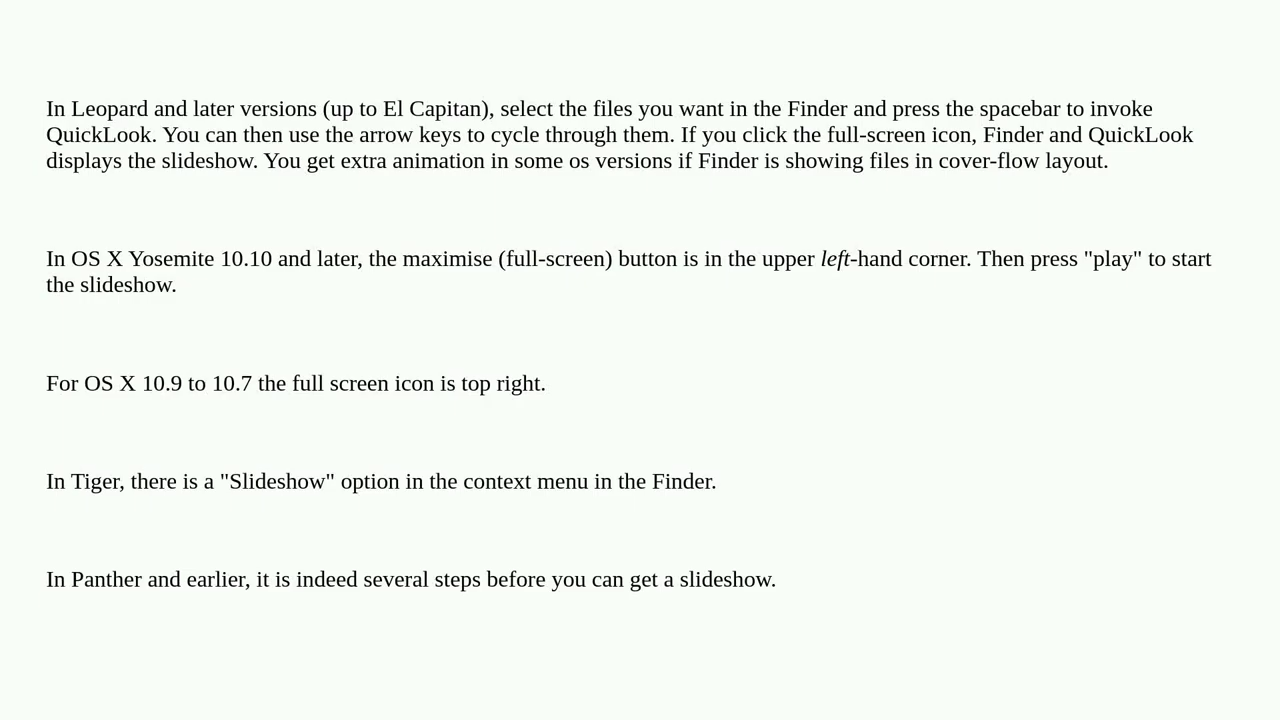 In Leopard and later versions (up to El Capitan), select the files you want in the Finder and press the spacebar to invoke
QuickLook. You can then use the arrow keys to cycle through them. If you click the full-screen icon, Finder and QuickLook
displays the slideshow. You get extra animation in some os versions if Finder is showing files in cover-flow layout.
In OS X Yosemite 10.10 and later, the maximise (full-screen) button is in the upper left-hand corner. Then press "play" to start
the slideshow.
For OS X 10.9 to 10.7 the full screen icon is top right.
In Tiger, there is a "Slideshow" option in the context menu in the Finder.
In Panther and earlier, it is indeed several steps before you can get a slideshow.